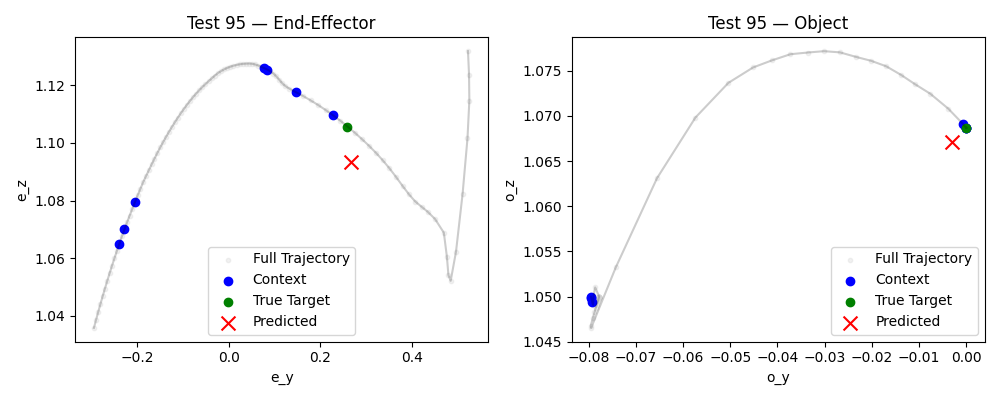 Test 95 — End-Effector
1.12
1.10
1.08
1.06
1.04
e_z
−0.2
0.0
0.2
0.4
e_y
Full Trajectory
Context
True Target
Predicted
Test 95 — Object
1.075
1.070
1.065
1.060
1.055
1.050
1.045
o_z
−0.08
−0.07
−0.06
−0.05
−0.04
−0.03
−0.02
−0.01
0.00
o_y
Full Trajectory
Context
True Target
Predicted